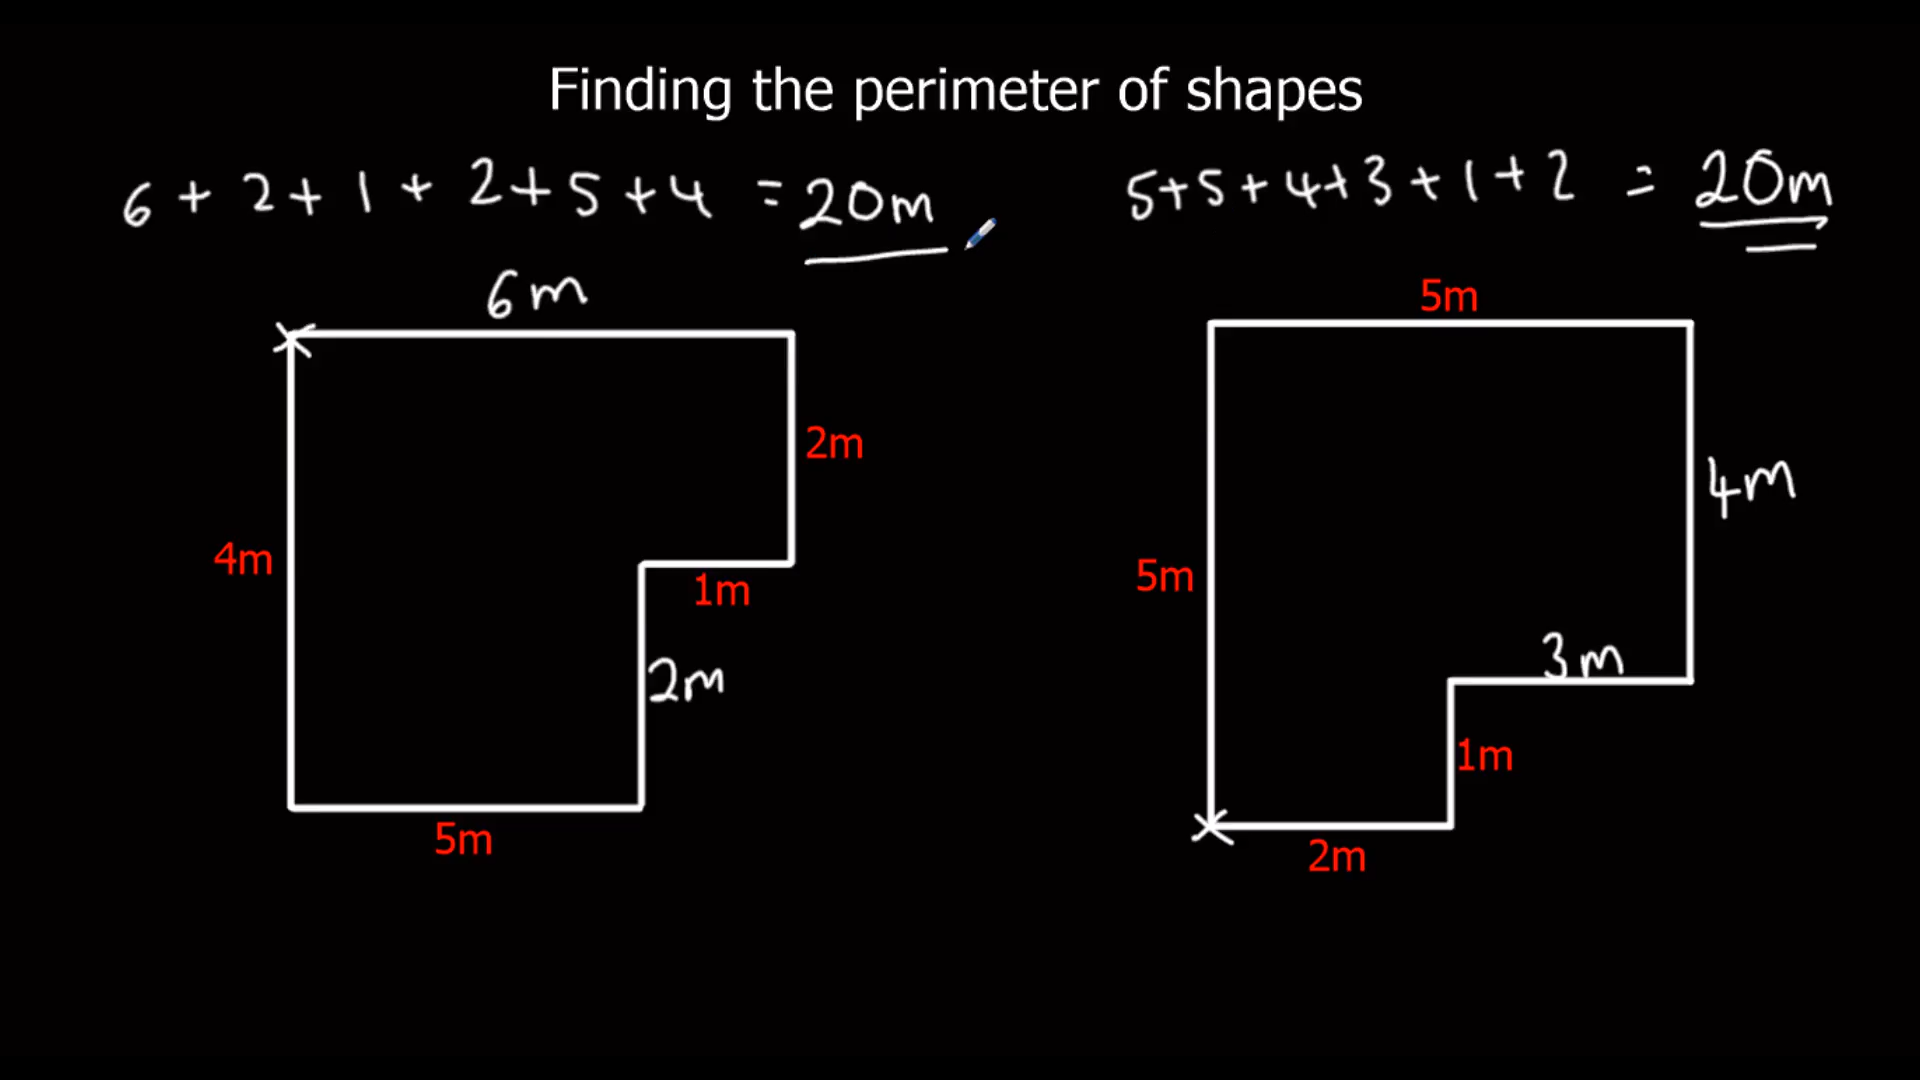 Finding the perimeter of shapes
6 + 2 + 1 + 2 + 5 + 4 = 20m
5+5+4+3+1+2 = 20m
6m
2m
4m
1m
2m
5m
5m
4m
5m
3m
1m
2m